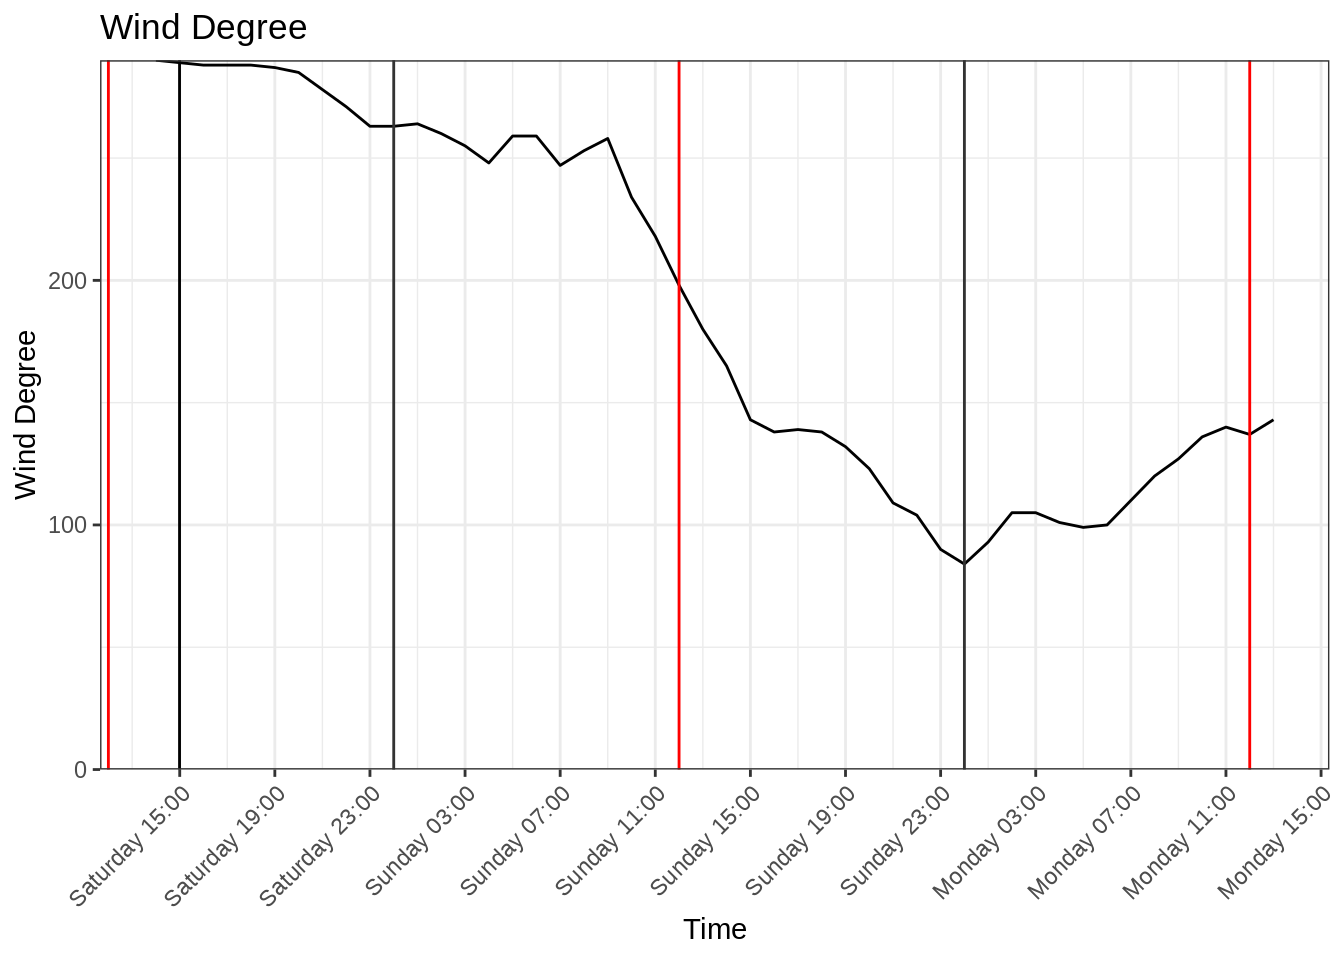 Wind Degree
Wind Degree
200
100
0
Saturday 15:00
Saturday 19:00
Saturday 23:00
Sunday 03:00
Sunday 07:00
Sunday 11:00
Sunday 15:00
Sunday 19:00
Sunday 23:00
Monday 03:00
Monday 07:00
Monday 11:00
Monday 15:00
Time